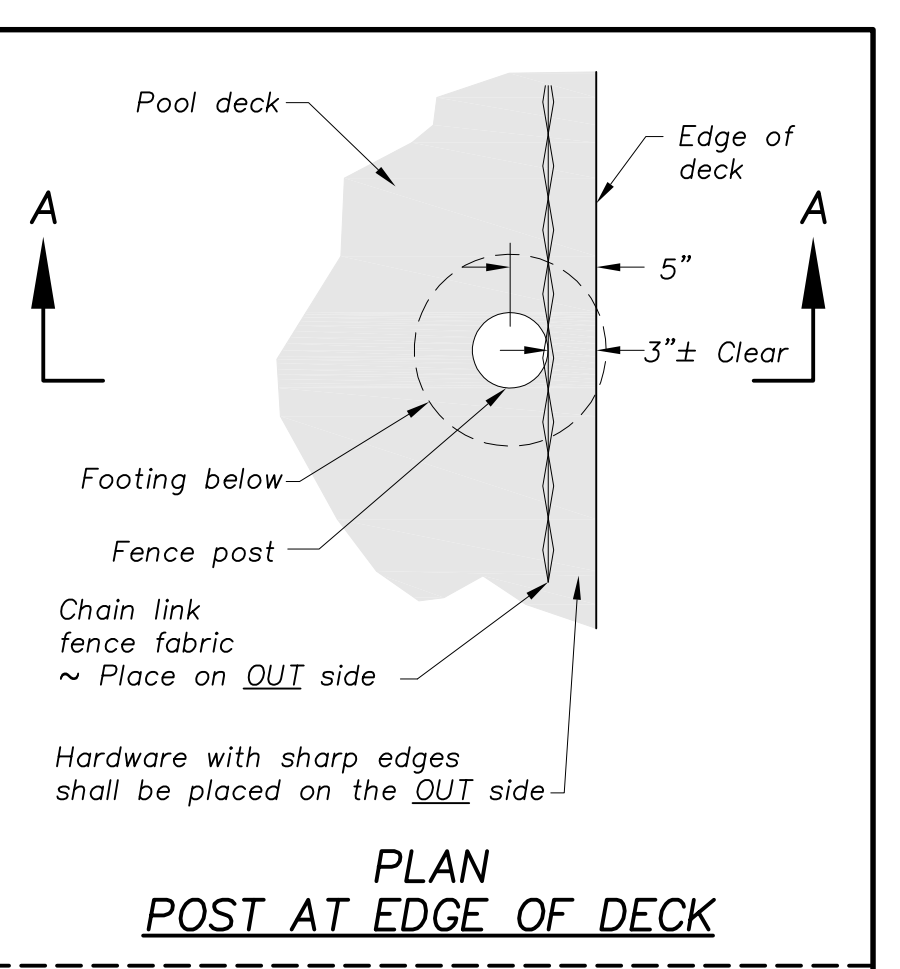 Pool deck
Edge of
deck
A
A
5"
3"± Clear
Footing below
Fence post
Chain link
fence fabric
~ Place on OUT side
Hardware with sharp edges
shall be placed on the OUT side
PLAN
POST AT EDGE OF DECK